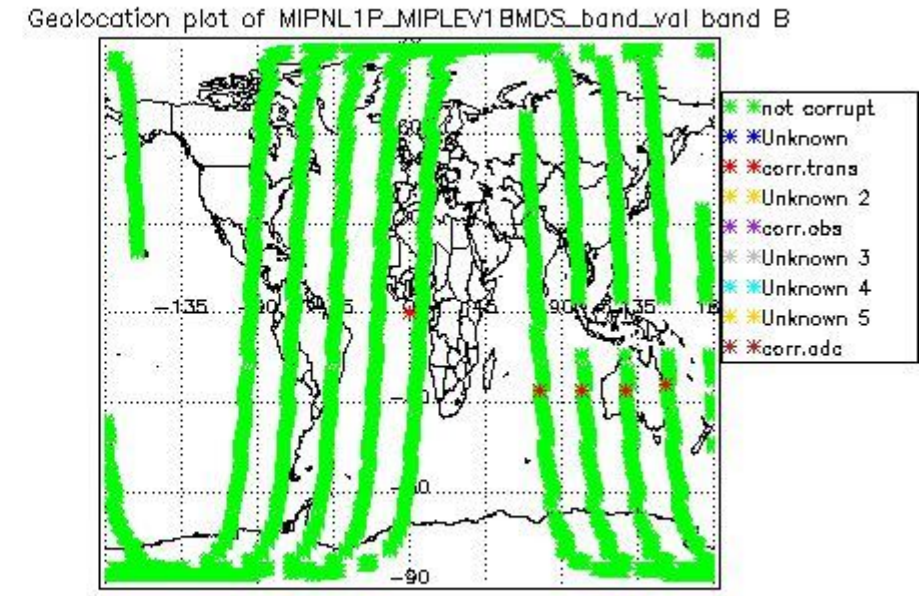 Geolocation plot of MIPNL1P_MIPLEV1BMDS_band_val band B
60
-135
90
135
-90
not corrupt
Unknown
corr.trans
Unknown 2
corr.obs
Unknown 3
Unknown 4
Unknown 5
corr.adc